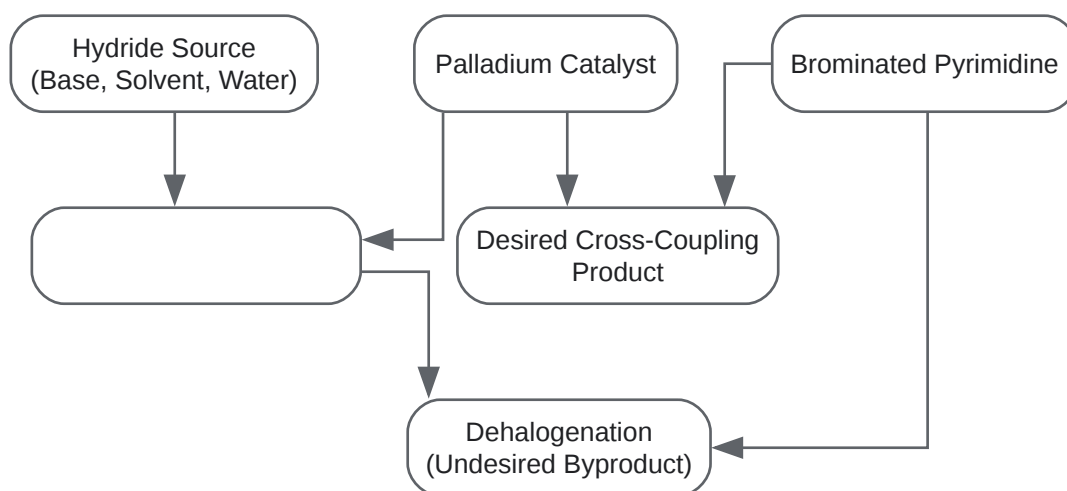 Hydride Source
(Base, Solvent, Water)
Palladium Catalyst
Brominated Pyrimidine
Desired Cross-Coupling
Product
Dehalogenation
(Undesired Byproduct)